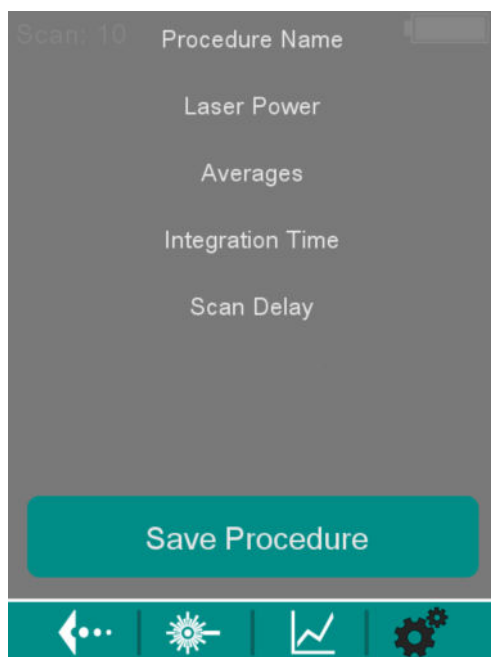 Scan: 10
Procedure Name
Laser Power
Averages
Integration Time
Scan Delay
Save Procedure